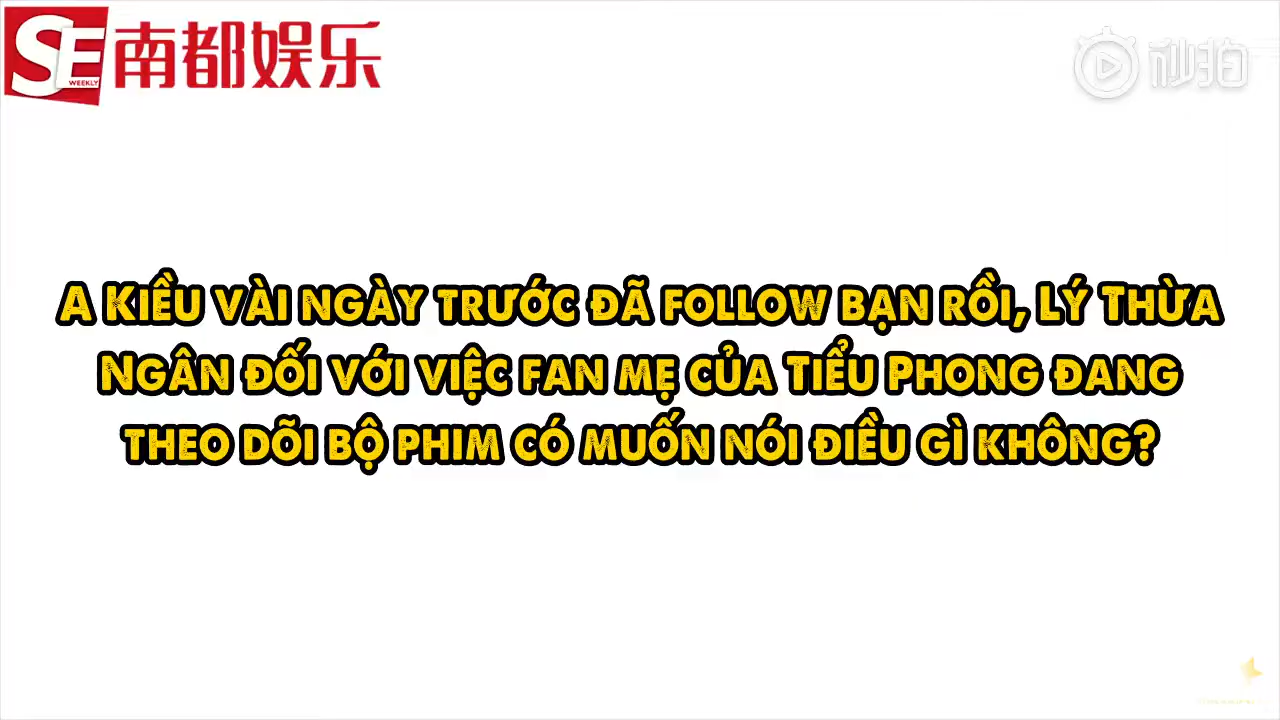 SE WEEKLY 南都娱乐
秒拍
A Kiều vài ngày trước đã follow bạn rồi, Lý Thừa
Ngân đối với việc fan mẹ của Tiểu Phong đang
theo dõi bộ phim có muốn nói điều gì không?